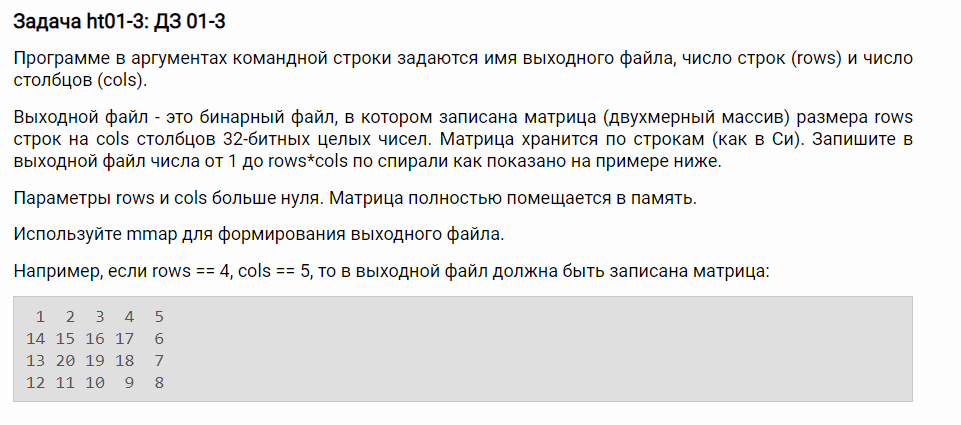 Задача ht01-3: ДЗ 01-3
Программе в аргументах командной строки задаются имя выходного файла, число строк (rows) и число
столбцов (cols).
Выходной файл - это бинарный файл, в котором записана матрица (двухмерный массив) размера rows
строк на cols столбцов 32-битных целых чисел. Матрица хранится по строкам (как в Си). Запишите в
выходной файл числа от 1 до rows*cols по спирали как показано на примере ниже.
Параметры rows и cols больше нуля. Матрица полностью помещается в память.
Используйте mmap для формирования выходного файла.
Например, если rows == 4, cols == 5, то в выходной файл должна быть записана матрица:
1 2 3 4 5
14 15 16 17 6
13 20 19 18 7
12 11 10 9 8